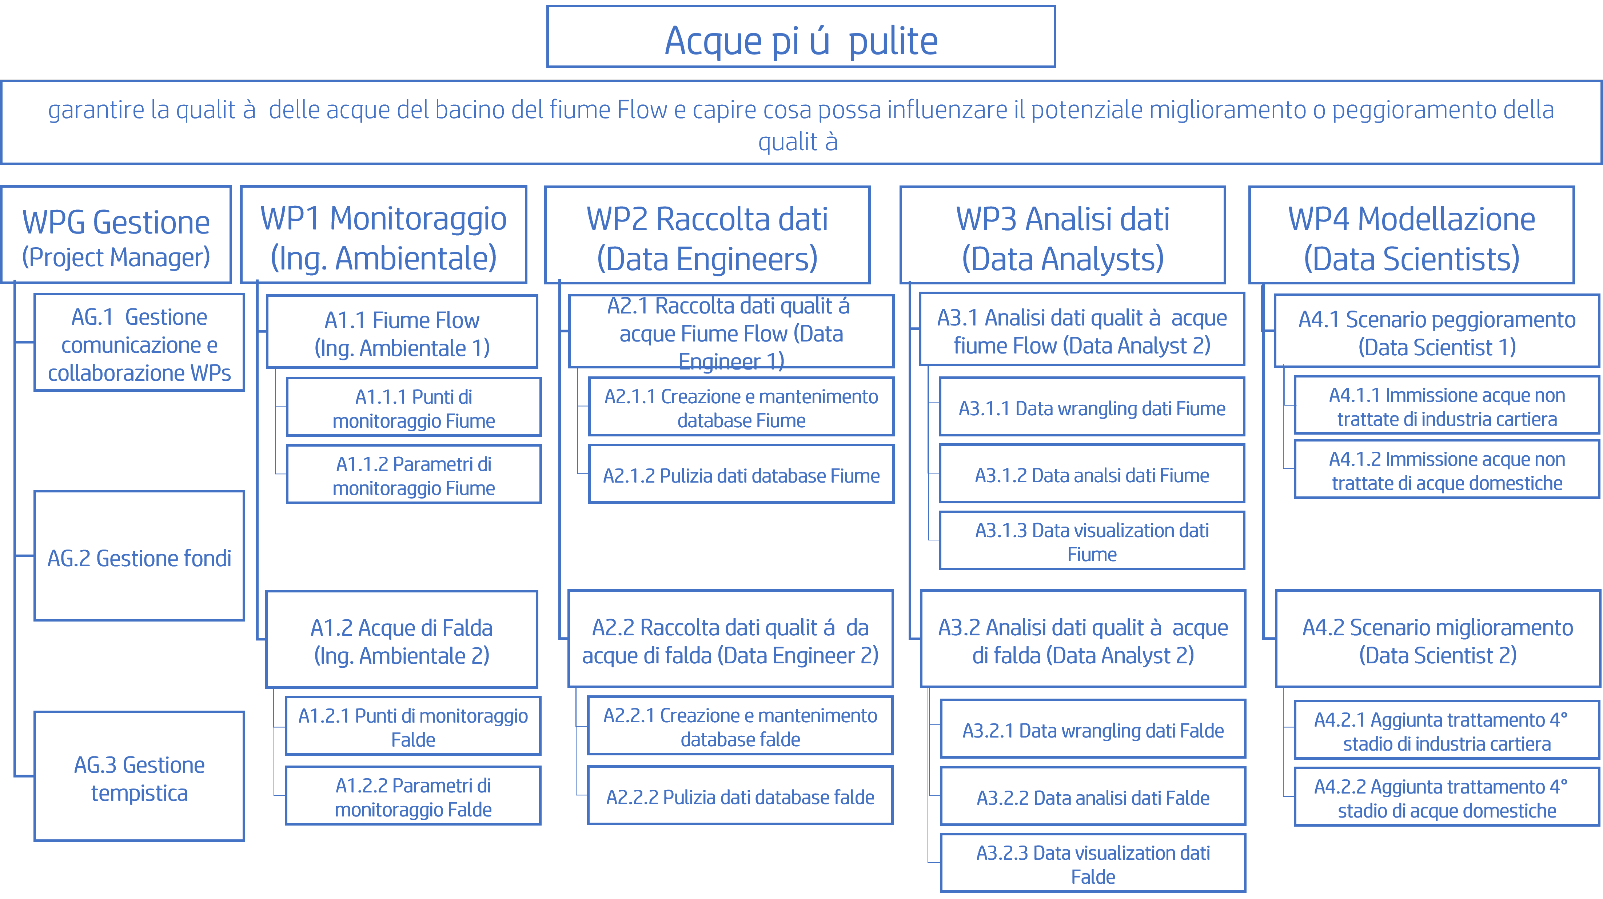 Acque pi ú pulite
garantire la qualit à delle acque del bacino del fiume Flow e capire cosa possa influenzare il potenziale miglioramento o peggioramento della
qualit à
WPG Gestione
(Project Manager)
AG.1 Gestione
comunicazione e
collaborazione WPs
AG.2 Gestione fondi
AG.3 Gestione
tempistica
WP1 Monitoraggio
(Ing. Ambientale)
A1.1 Fiume Flow
(Ing. Ambientale 1)
A1.1.1 Punti di
monitoraggio Fiume
A1.1.2 Parametri di
monitoraggio Fiume
A1.2 Acque di Falda
(Ing. Ambientale 2)
A1.2.1 Punti di monitoraggio
Falde
A1.2.2 Parametri di
monitoraggio Falde
WP2 Raccolta dati
(Data Engineers)
A2.1 Raccolta dati qualit á
acque Fiume Flow (Data
Engineer 1)
A2.1.1 Creazione e mantenimento
database Fiume
A2.1.2 Pulizia dati database Fiume
A2.2 Raccolta dati qualit á da
acque di falda (Data Engineer 2)
A2.2.1 Creazione e mantenimento
database falde
A2.2.2 Pulizia dati database falde
WP3 Analisi dati
(Data Analysts)
A3.1 Analisi dati qualit à acque
fiume Flow (Data Analyst 2)
A3.1.1 Data wrangling dati Fiume
A3.1.2 Data analsi dati Fiume
A3.1.3 Data visualization dati
Fiume
A3.2 Analisi dati qualit à acque
di falda (Data Analyst 2)
A3.2.1 Data wrangling dati Falde
A3.2.2 Data analisi dati Falde
A3.2.3 Data visualization dati
Falde
WP4 Modellazione
(Data Scientists)
A4.1 Scenario peggioramento
(Data Scientist 1)
A4.1.1 Immissione acque non
trattate di industria cartiera
A4.1.2 Immissione acque non
trattate di acque domestiche
A4.2 Scenario miglioramento
(Data Scientist 2)
A4.2.1 Aggiunta trattamento 4°
stadio di industria cartiera
A4.2.2 Aggiunta trattamento 4°
stadio di acque domestiche